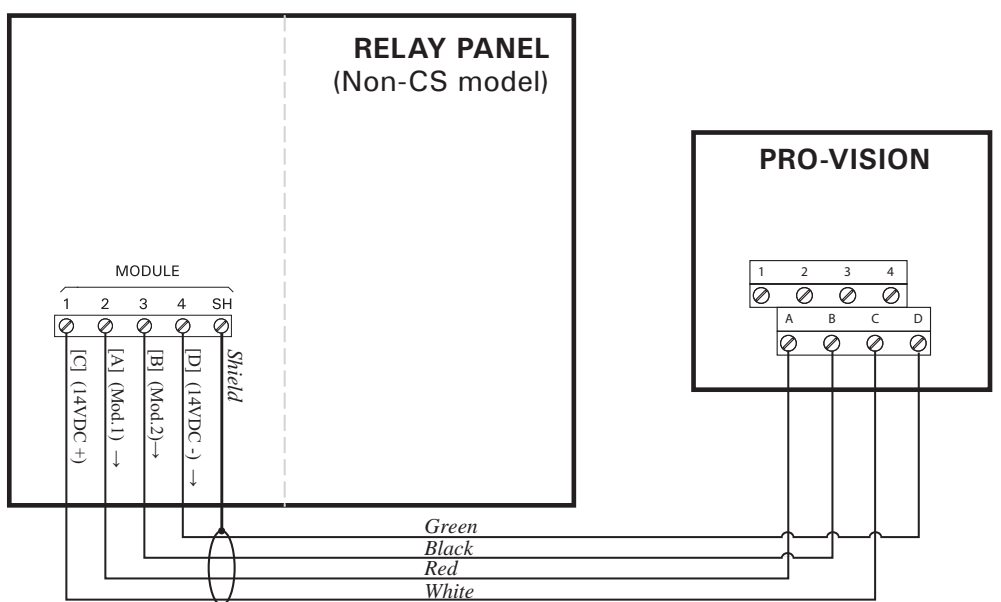 RELAY PANEL
(Non-CS model)
PRO-VISION
MODULE
1 2 3 4 SH
[C] (14VDC +)
[A] (Mod.1) →
[B] (Mod.2)→
[D] (14VDC -) →
Shield
1 2 3 4
A B C D
Green
Black
Red
White